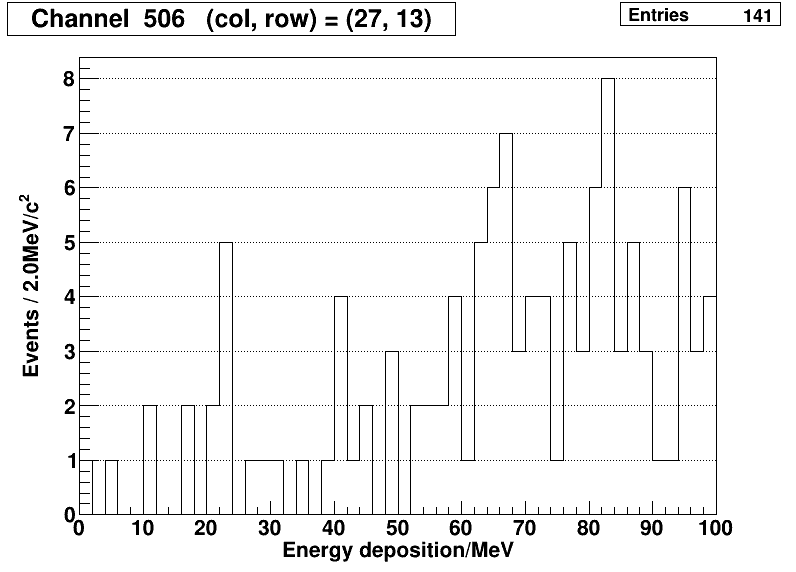 Channel 506 (col, row) = (27, 13)
Entries 141
Events / 2.0MeV/c²
8
7
6
5
4
3
2
1
0
0 10 20 30 40 50 60 70 80 90 100
Energy deposition/MeV